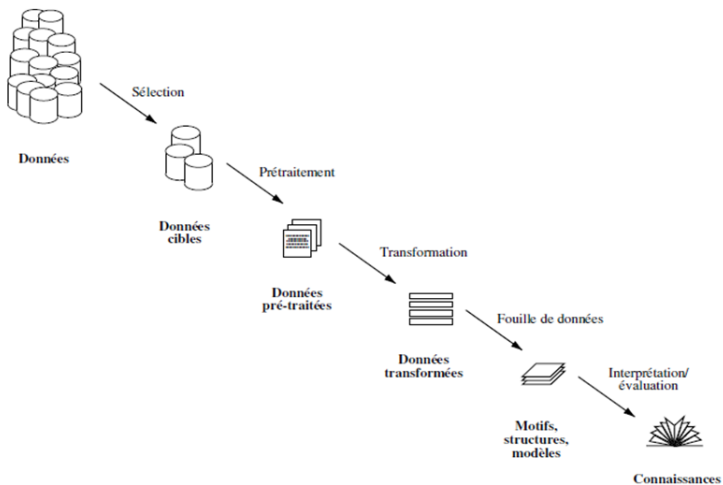 Sélection
Données
Prétraitement
Données
cibles
Transformation
Données
pré-traitées
Fouille de données
Données
transformées
Interprétation/
évaluation
Motifs,
structures,
modèles
Connaissances